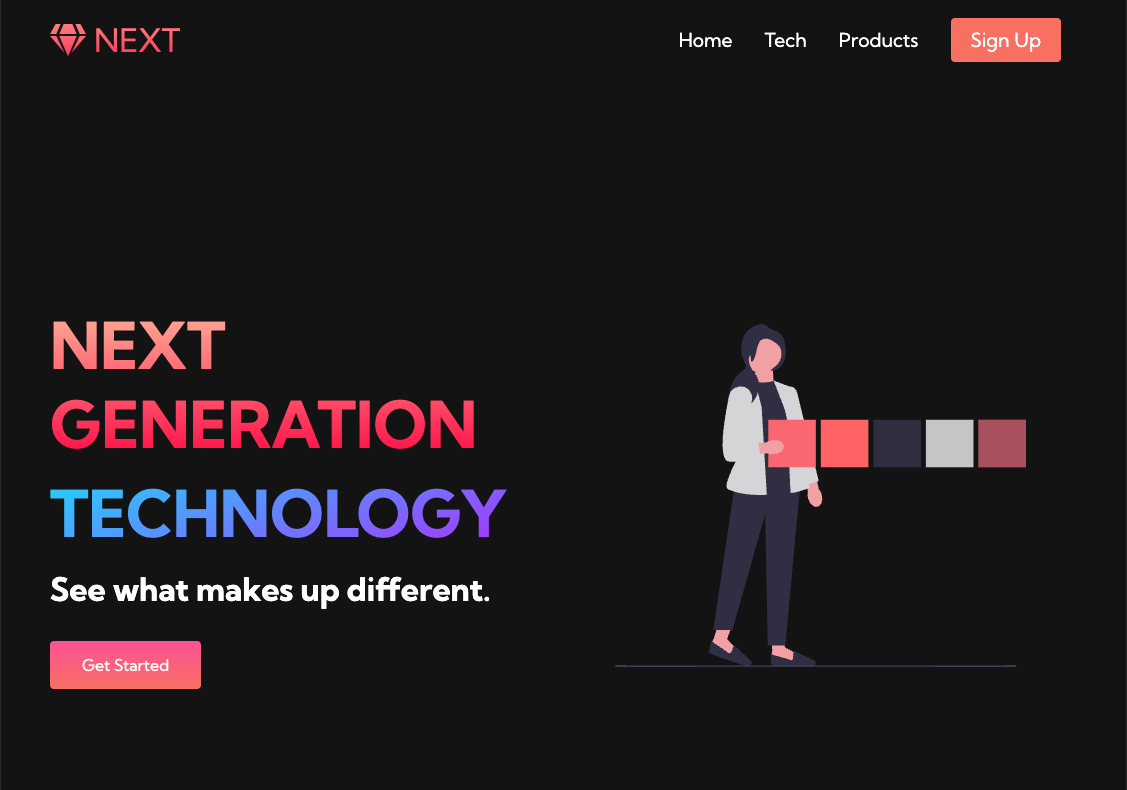 NEXT
Home Tech Products Sign Up
NEXT
GENERATION
TECHNOLOGY
See what makes up different.
Get Started